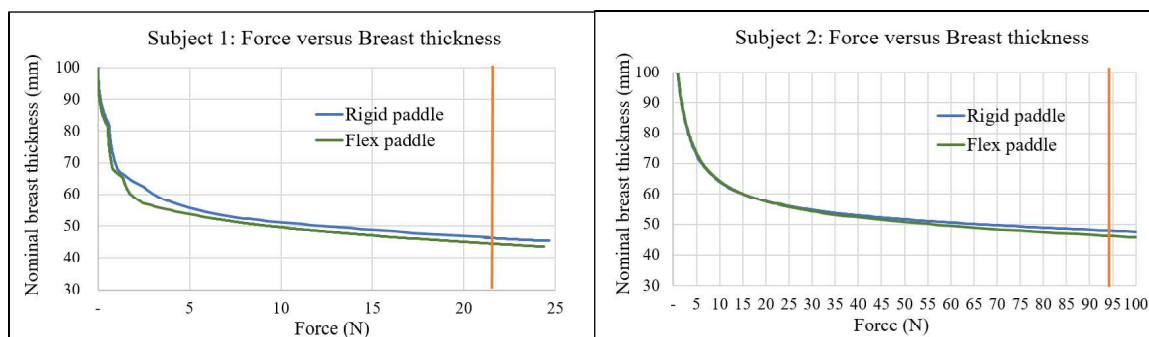 Subject 1: Force versus Breast thickness
Nominal breast thickness (mm)
100
90
80
70
60
50
40
30
Rigid paddle
Flex paddle
- 5 10 15 20 25
Force (N)
Subject 2: Force versus Breast thickness
Nominal breast thickness (mm)
100
90
80
70
60
50
40
30
Rigid paddle
Flex paddle
- 5 10 15 20 25 30 35 40 45 50 55 60 65 70 75 80 85 90 95 100
Force (N)